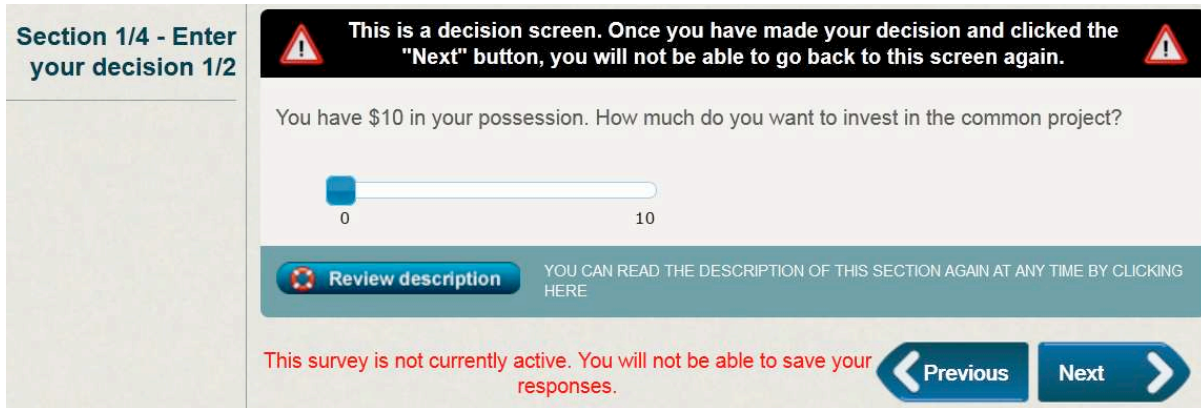 Section 1/4 - Enter
your decision 1/2
This is a decision screen. Once you have made your decision and clicked the
"Next" button, you will not be able to go back to this screen again.
You have $10 in your possession. How much do you want to invest in the common project?
0 10
Review description
YOU CAN READ THE DESCRIPTION OF THIS SECTION AGAIN AT ANY TIME BY CLICKING
HERE
This survey is not currently active. You will not be able to save your
responses.
Previous
Next